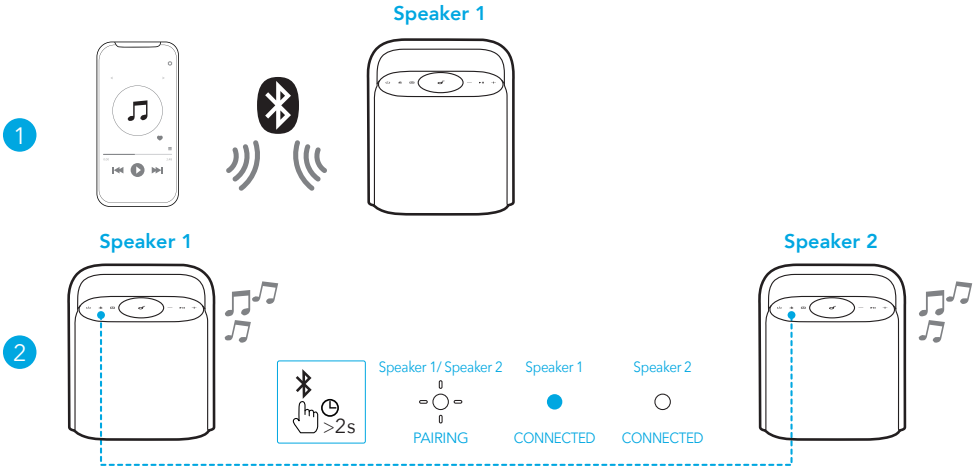 Speaker 1
1
Speaker 1
Speaker 2
2
Speaker 1/ Speaker 2
Speaker 1
Speaker 2
>2s
PAIRING
CONNECTED
CONNECTED